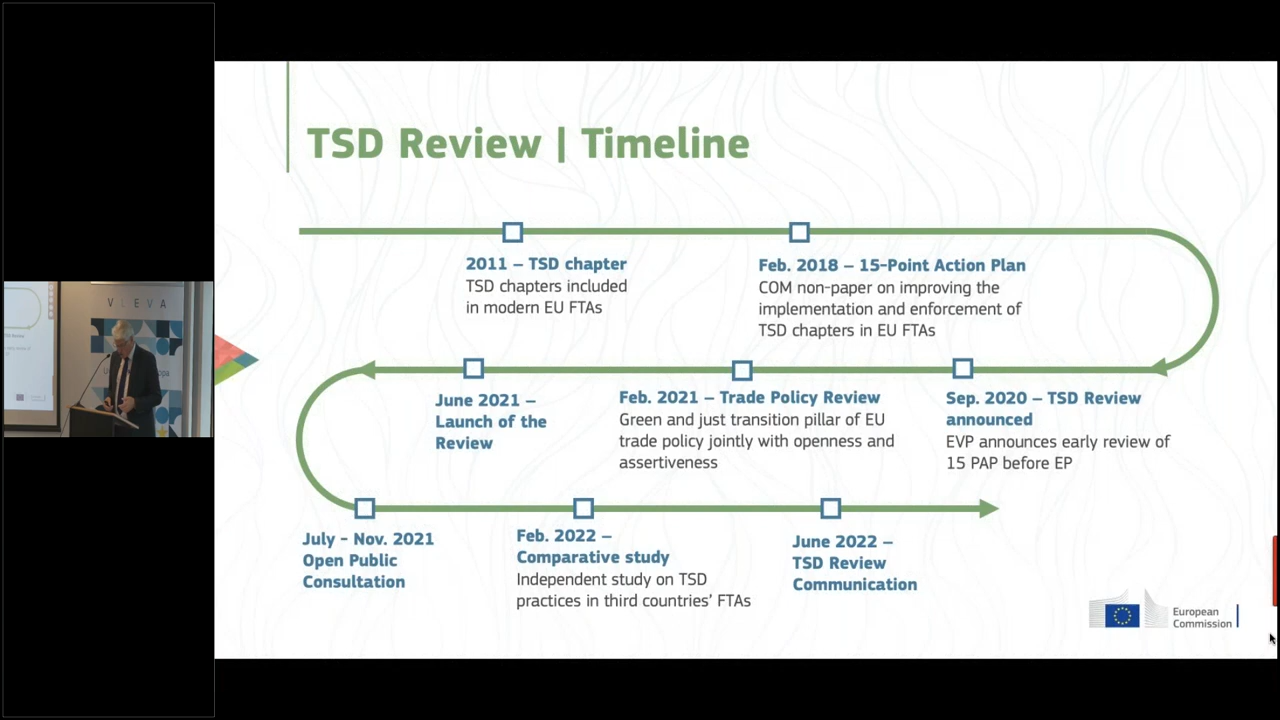 TSD Review | Timeline
2011 – TSD chapter
TSD chapters included
in modern EU FTAs
Feb. 2018 – 15-Point Action Plan
COM non-paper on improving the
implementation and enforcement of
TSD chapters in EU FTAs
Sep. 2020 – TSD Review
announced
EVP announces early review of
15 PAP before EP
Feb. 2021 – Trade Policy Review
Green and just transition pillar of EU
trade policy jointly with openness and
assertiveness
June 2021 –
Launch of the
Review
July - Nov. 2021
Open Public
Consultation
Feb. 2022 –
Comparative study
Independent study on TSD
practices in third countries' FTAs
June 2022 –
TSD Review
Communication
European
Commission
VLEVA